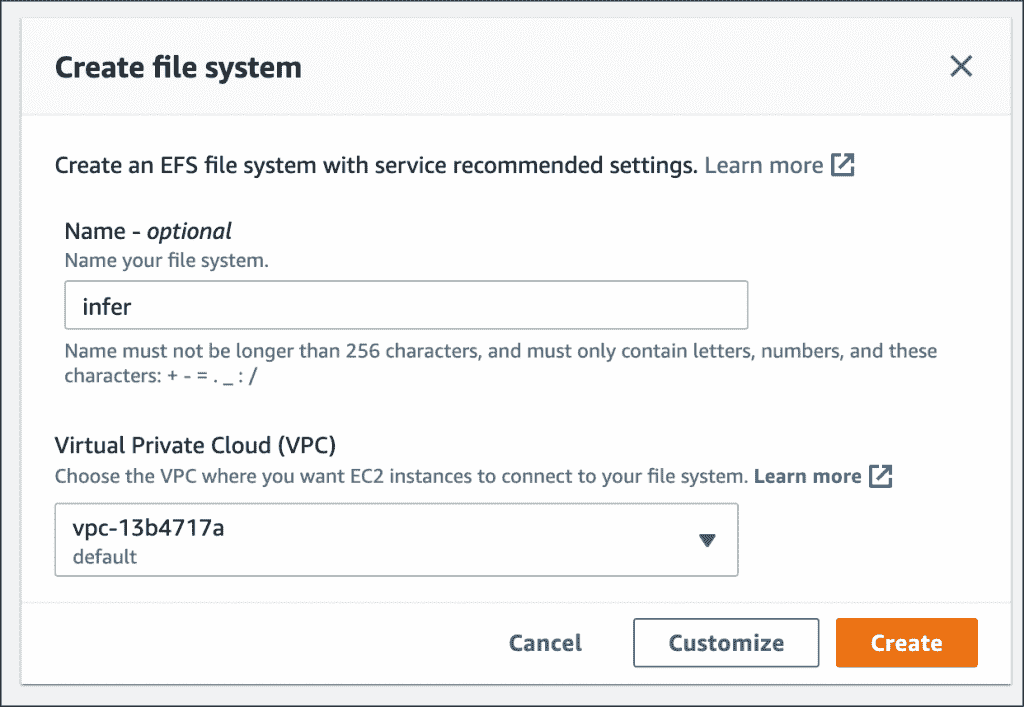 Create file system
Create an EFS file system with service recommended settings. Learn more
Name - optional
Name your file system.
infer
Name must not be longer than 256 characters, and must only contain letters, numbers, and these
characters: + - = . _ : /
Virtual Private Cloud (VPC)
Choose the VPC where you want EC2 instances to connect to your file system. Learn more
vpc-13b4717a
default
Cancel Customize Create